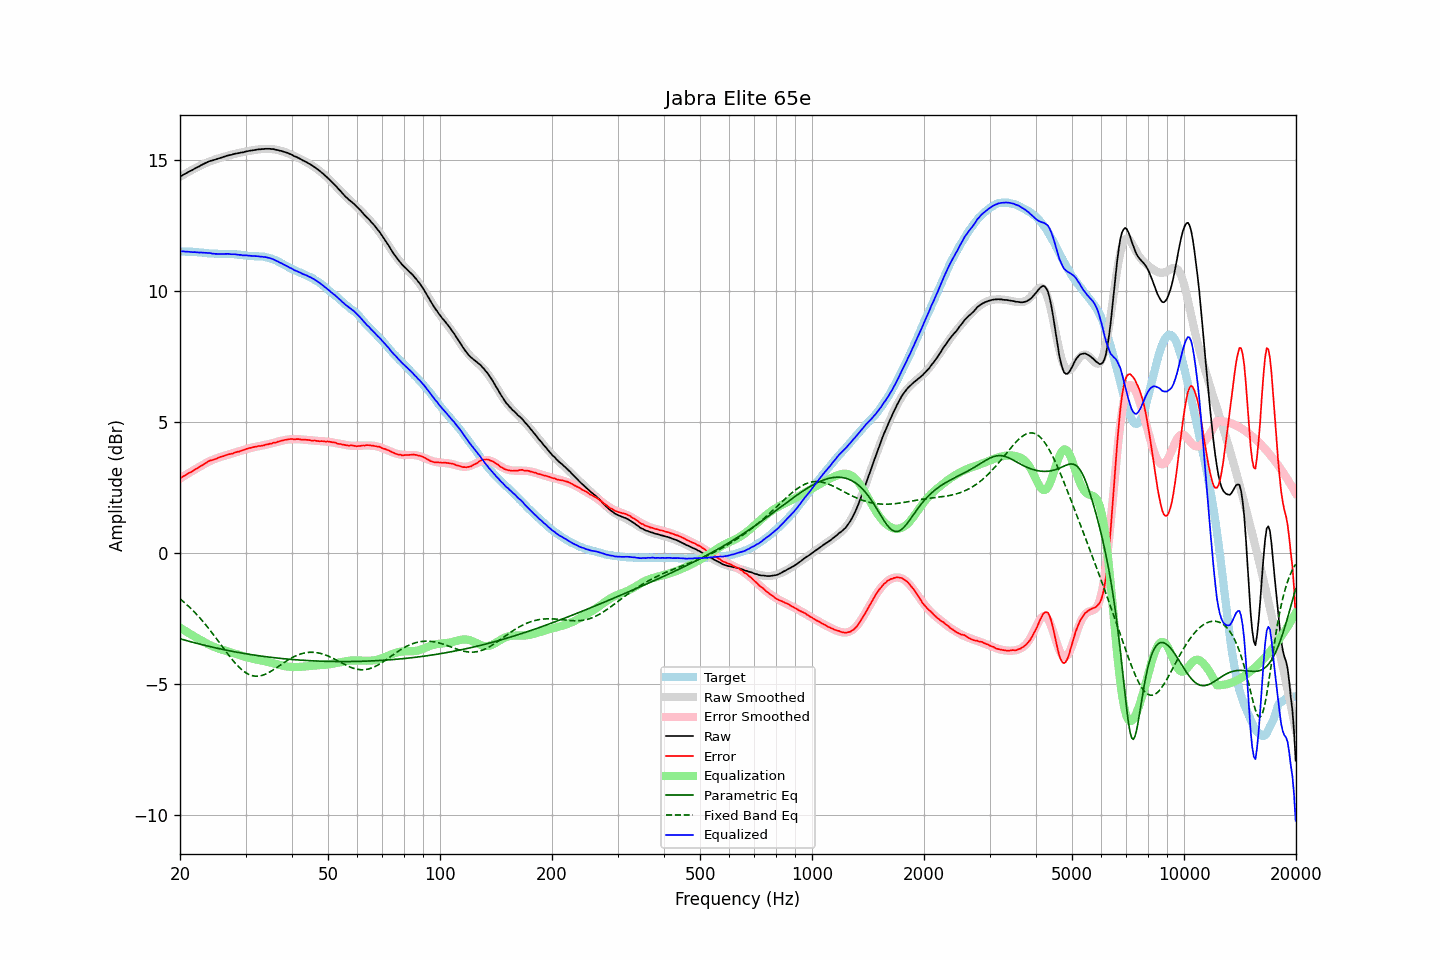 Jabra Elite 65e
Amplitude (dBr)
15
10
5
0
−5
−10
20
50
100
200
500
1000
2000
5000
10000
20000
Frequency (Hz)
Target
Raw Smoothed
Error Smoothed
Raw
Error
Equalization
Parametric Eq
Fixed Band Eq
Equalized